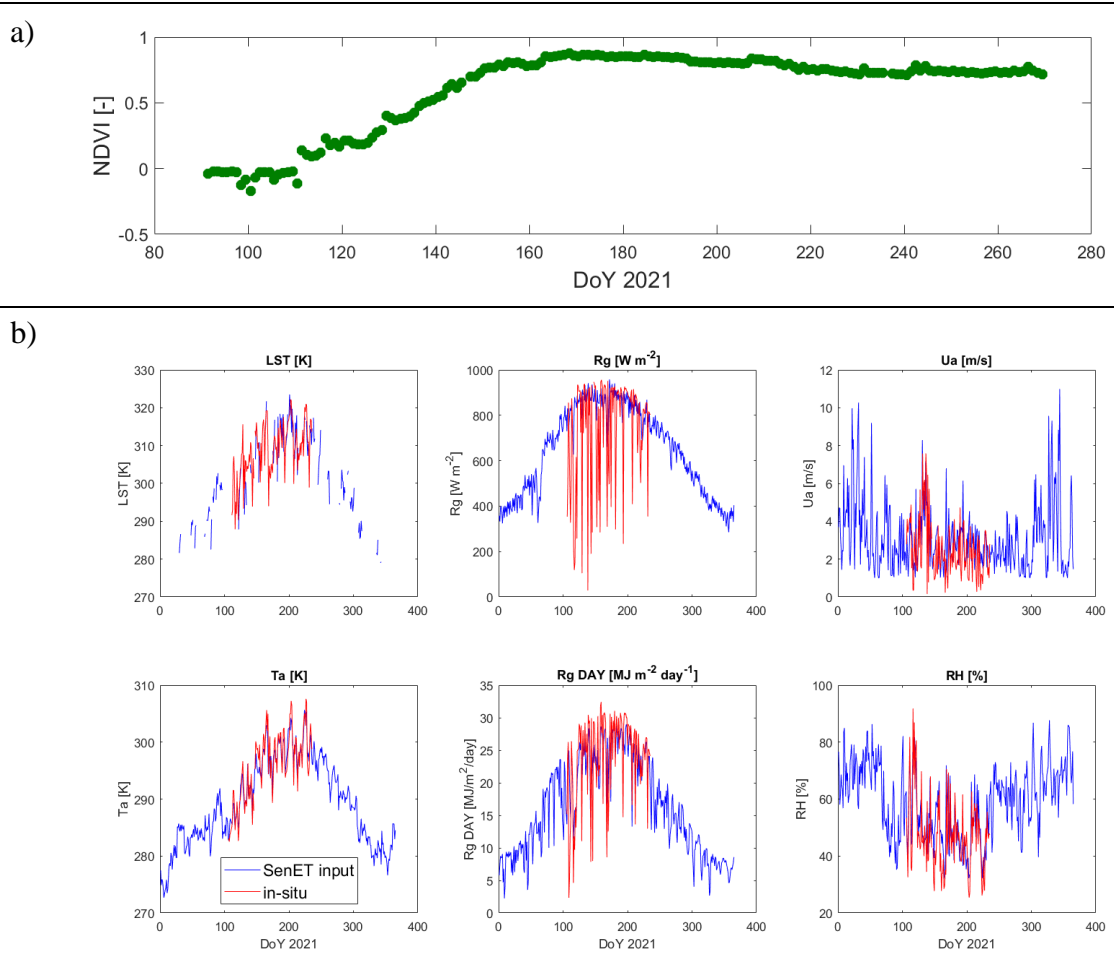 a)
1
0.5
0
-0.5
NDVI [-]
80 100 120 140 160 180 200 220 240 260 280
DoY 2021
b)
LST [K] Rg [W m⁻²] Ua [m/s]
330
320
310
300
290
280
270
LST [K]
0 100 200 300 400
1000
800
600
400
200
0
Rg [W m⁻²]
0 100 200 300 400
12
10
8
6
4
2
0
Ua [m/s]
0 100 200 300 400
Ta [K] Rg DAY [MJ m⁻² day⁻¹] RH [%]
310
300
290
280
270
Ta [K]
SenET input
in-situ
0 100 200 300 400
DoY 2021
35
30
25
20
15
10
5
0
Rg DAY [MJ/m²/day]
0 100 200 300 400
DoY 2021
100
80
60
40
20
RH [%]
0 100 200 300 400
DoY 2021